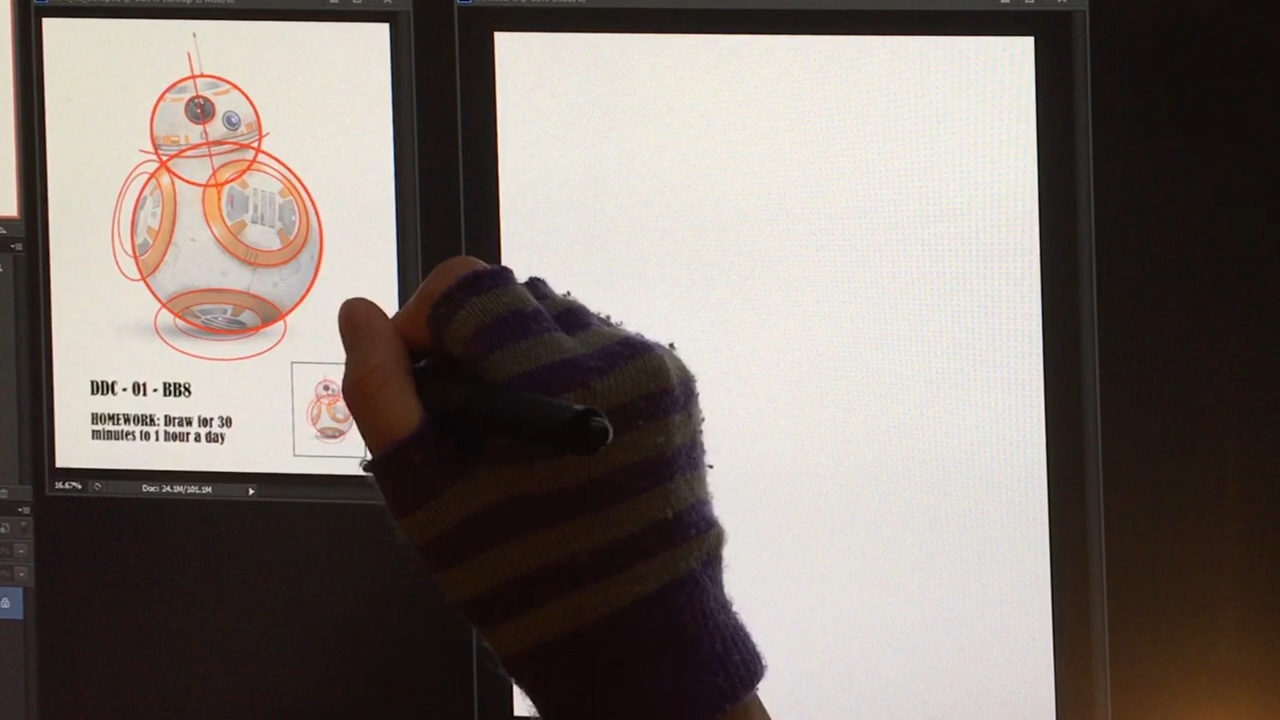 DDC - 01 - BB8
HOMEWORK: Draw for 30
minutes to 1 hour a day
16.67%
Doc: 24.1M/101.1M